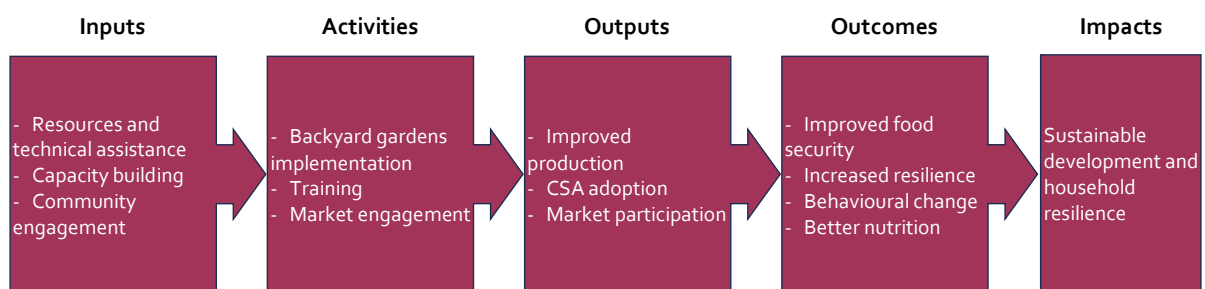 Inputs
Activities
Outputs
Outcomes
Impacts
- Resources and
technical assistance
- Capacity building
- Community
engagement
- Backyard gardens
implementation
- Training
- Market engagement
- Improved
production
- CSA adoption
- Market participation
- Improved food
security
- Increased resilience
- Behavioural change
- Better nutrition
Sustainable
development and
household
resilience